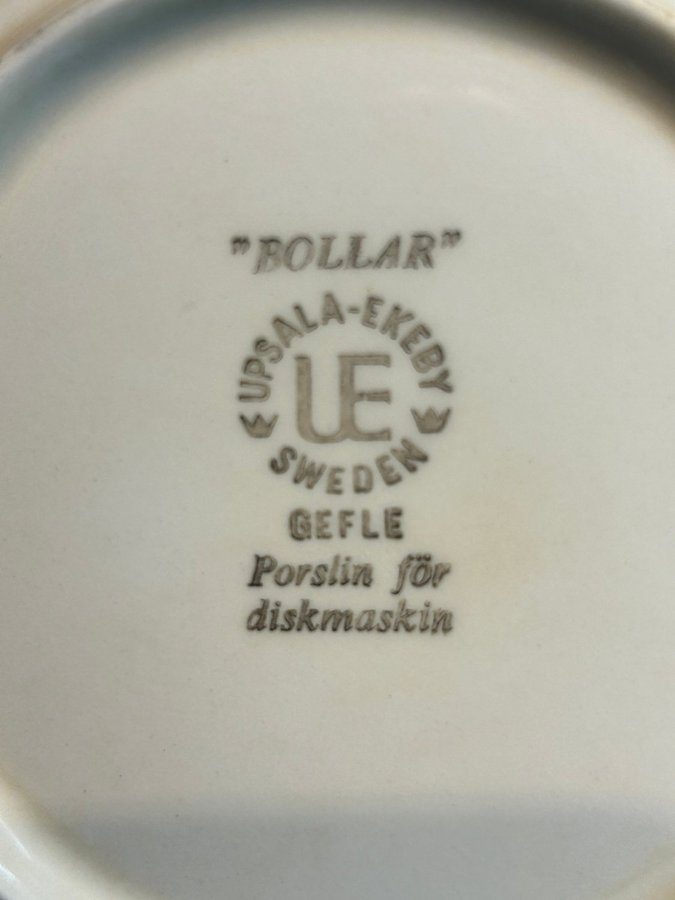 "BOLLAR"
UPSALA-EKEBY
UE
SWEDEN
GEFLE
Porslin för
diskmaskin